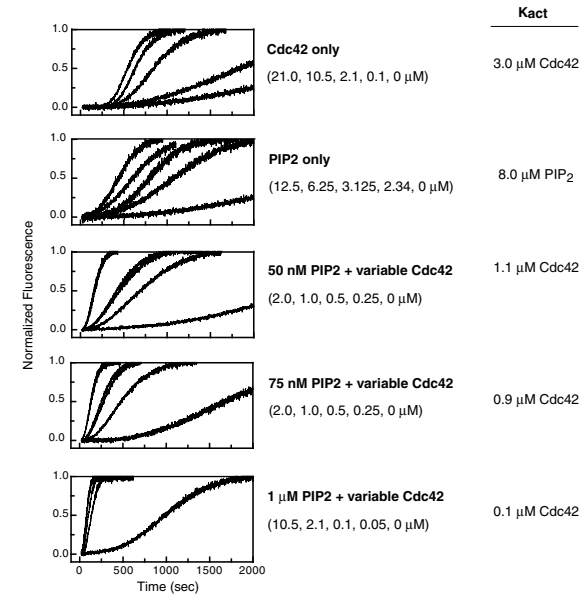 Kact
1.0
0.5
0.0
Cdc42 only
(21.0, 10.5, 2.1, 0.1, 0 µM)
3.0 µM Cdc42
1.0
0.5
0.0
PIP2 only
(12.5, 6.25, 3.125, 2.34, 0 µM)
8.0 µM PIP2
Normalized Fluorescence
1.0
0.5
0.0
50 nM PIP2 + variable Cdc42
(2.0, 1.0, 0.5, 0.25, 0 µM)
1.1 µM Cdc42
1.0
0.5
0.0
75 nM PIP2 + variable Cdc42
(2.0, 1.0, 0.5, 0.25, 0 µM)
0.9 µM Cdc42
1.0
0.5
0.0
1 µM PIP2 + variable Cdc42
(10.5, 2.1, 0.1, 0.05, 0 µM)
0.1 µM Cdc42
0 500 1000 1500 2000
Time (sec)